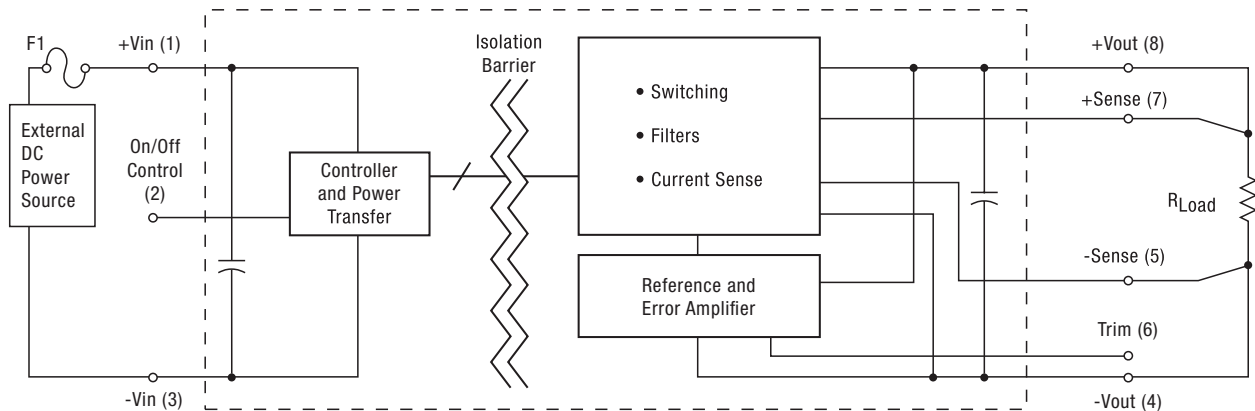 F1
+Vin (1)
External
DC
Power
Source
On/Off
Control
(2)
-Vin (3)
Controller
and Power
Transfer
Isolation
Barrier
• Switching
• Filters
• Current Sense
Reference and
Error Amplifier
+Vout (8)
+Sense (7)
RLoad
-Sense (5)
Trim (6)
-Vout (4)